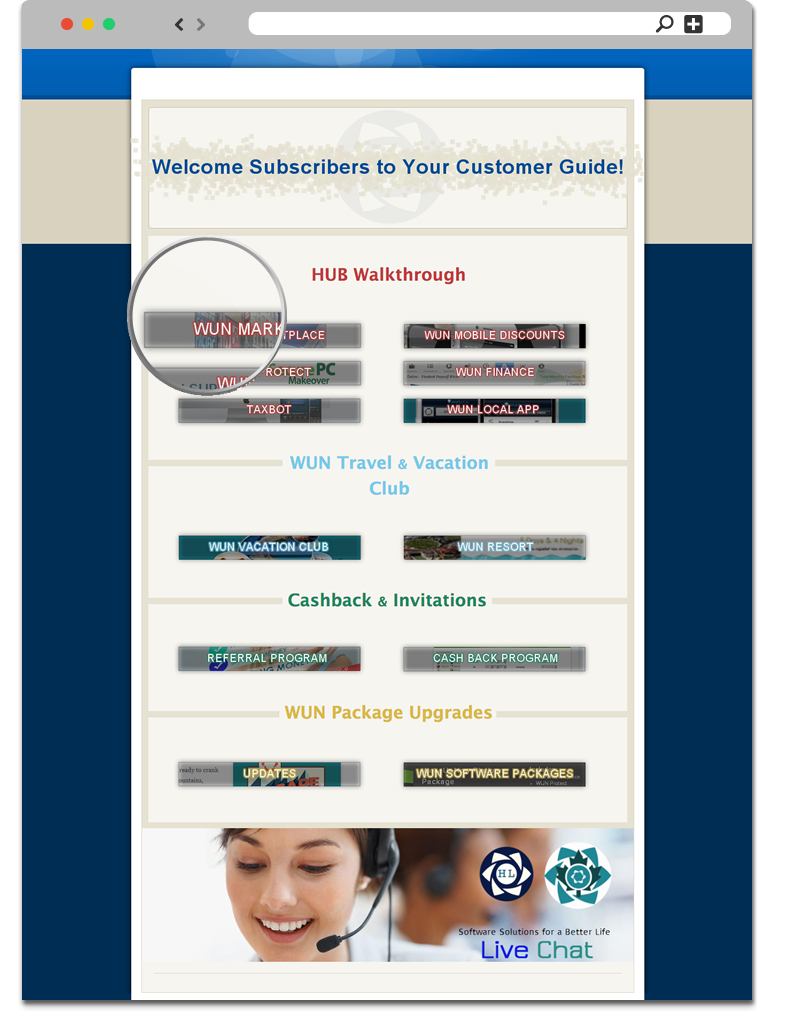 Welcome Subscribers to Your Customer Guide!
HUB Walkthrough
WUN MARK TPLACE
WUN MOBILE DISCOUNTS
ROTECT
PC
Makeover
WUN FINANCE
TAXBOT
WUN LOCAL APP
WUN Travel & Vacation
Club
WUN VACATION CLUB
WUN RESORT
Cashback & Invitations
REFERRAL PROGRAM
CASH BACK PROGRAM
WUN Package Upgrades
ready to crank
UPDATES
WUN SOFTWARE PACKAGES
Package
HL
Software Solutions for a Better Life
Live Chat